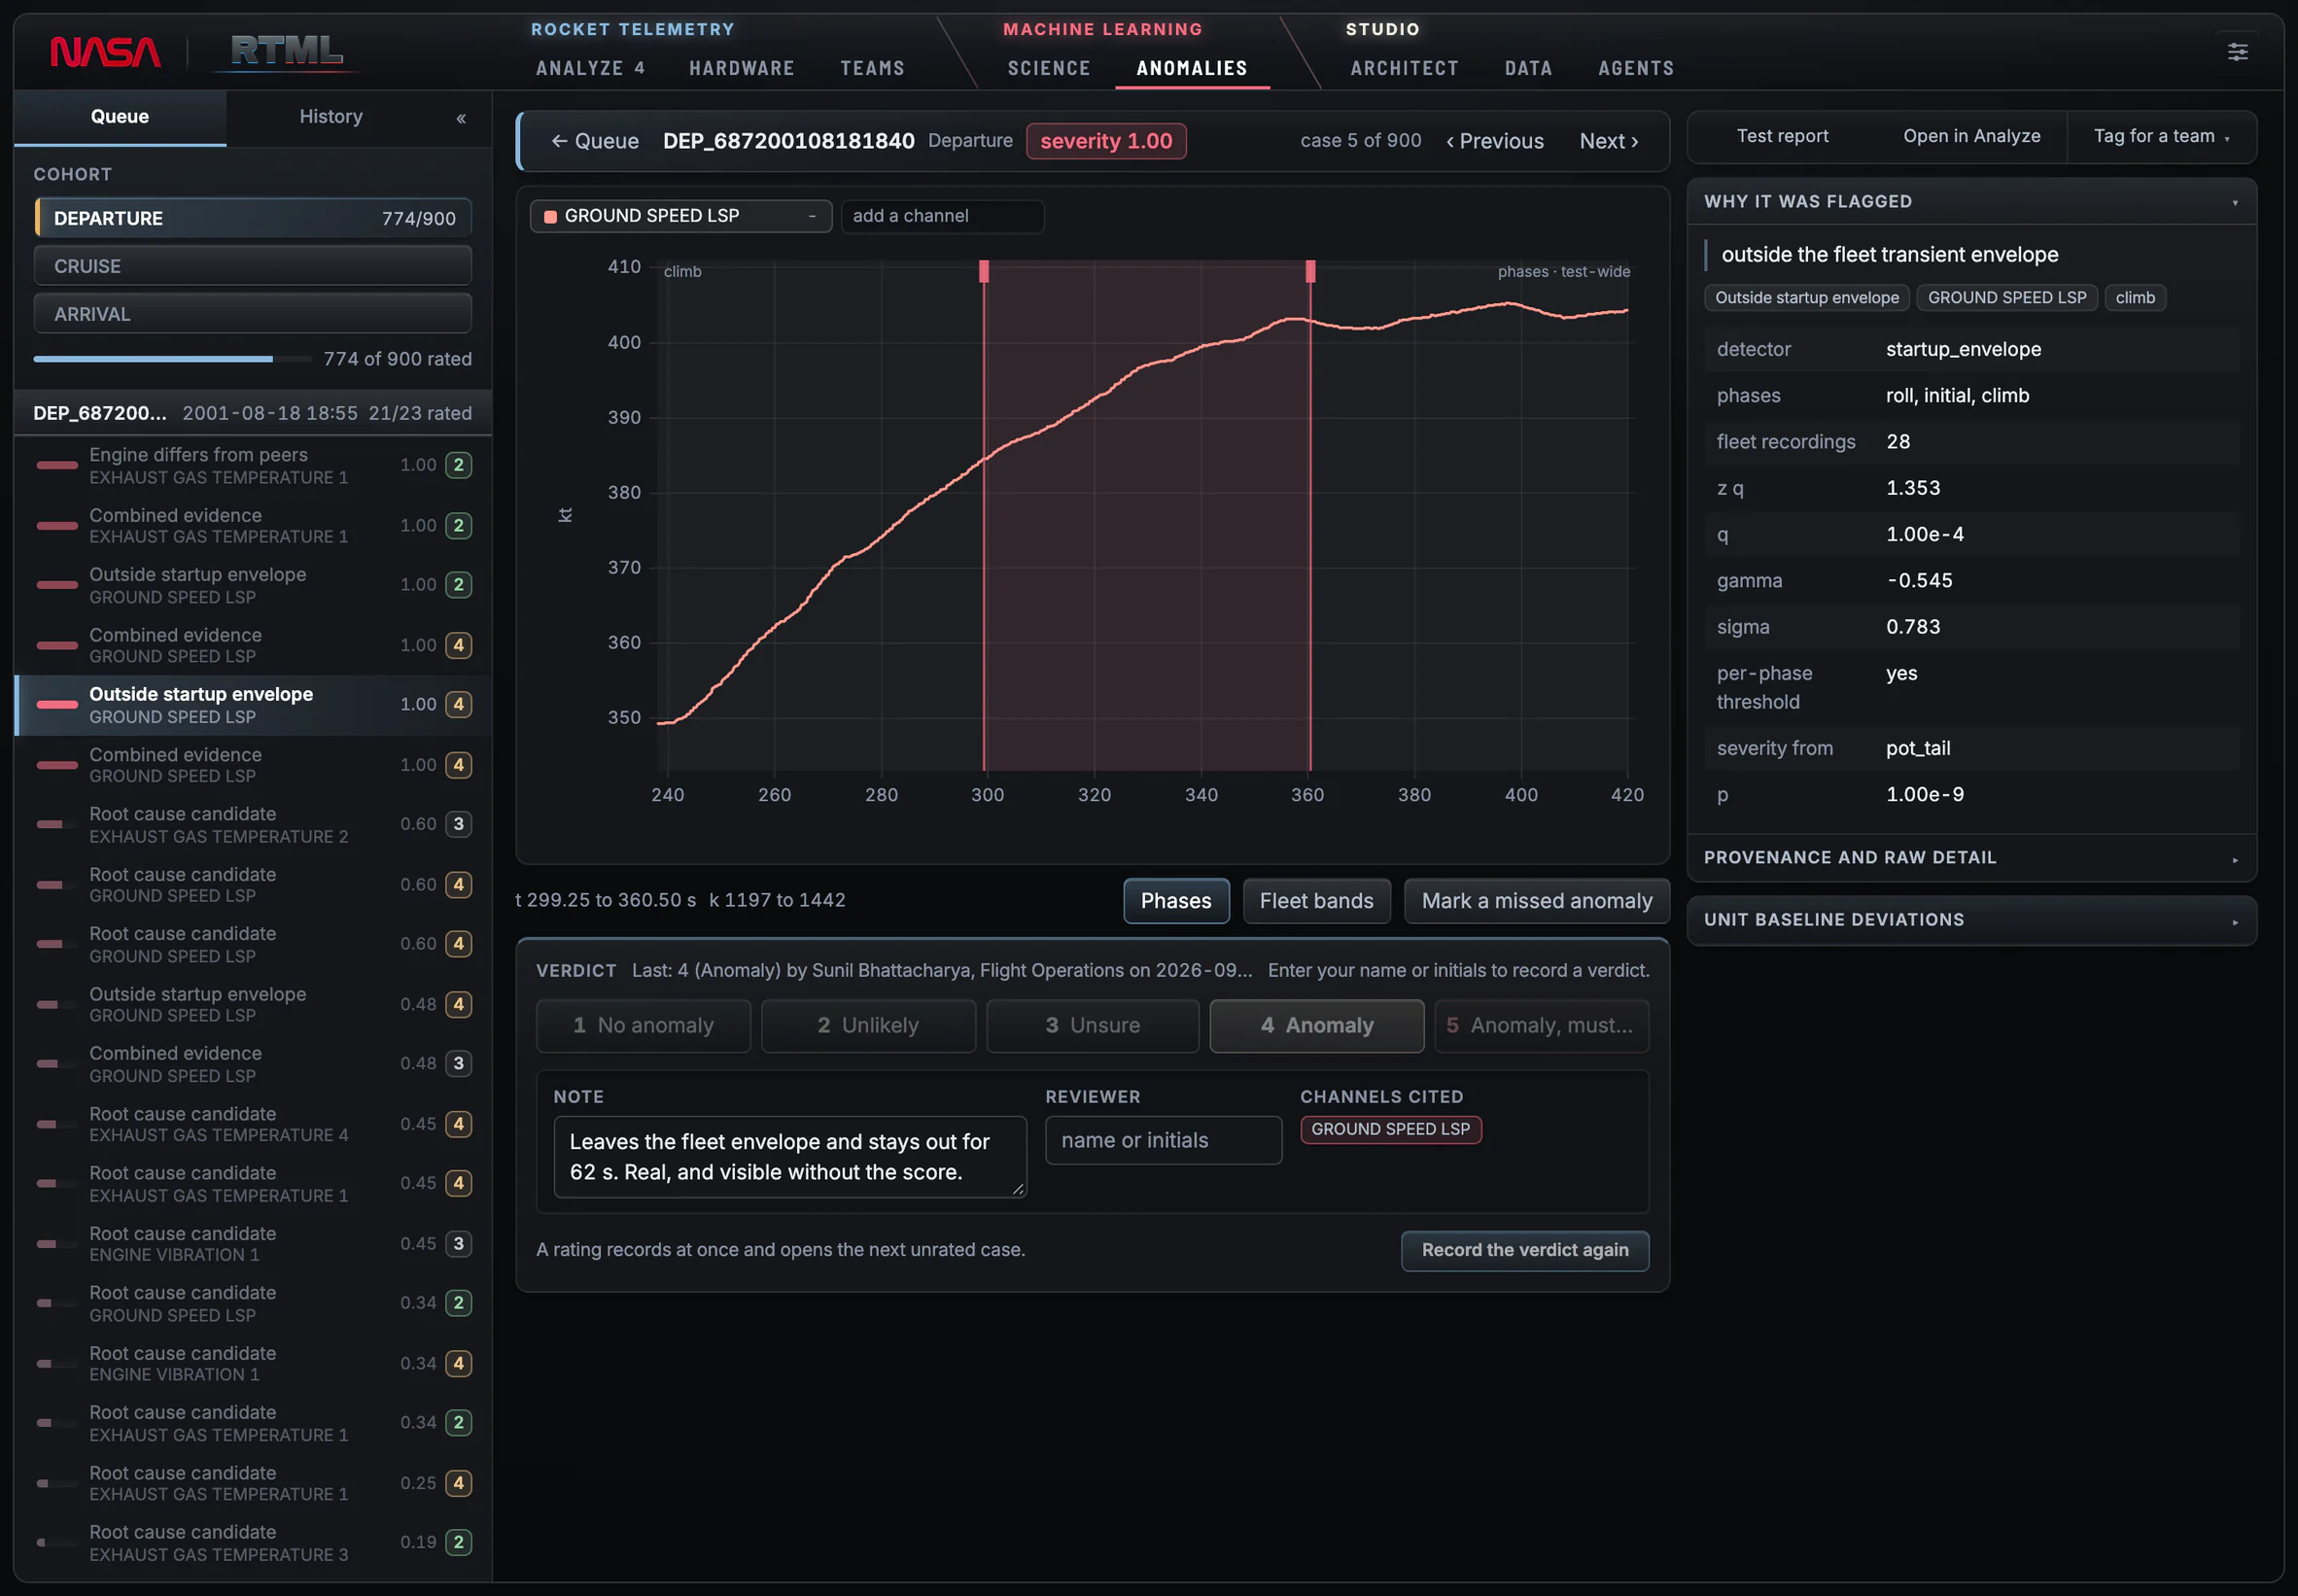 NASA
RTML
ROCKET TELEMETRY
ANALYZE 4
HARDWARE
TEAMS
MACHINE LEARNING
SCIENCE
ANOMALIES
STUDIO
ARCHITECT
DATA
AGENTS
Queue
History
«
COHORT
DEPARTURE 774/900
CRUISE
ARRIVAL
774 of 900 rated
DEP_687200... 2001-08-18 18:55 21/23 rated
Engine differs from peers
EXHAUST GAS TEMPERATURE 1
1.00 2
Combined evidence
EXHAUST GAS TEMPERATURE 1
1.00 2
Outside startup envelope
GROUND SPEED LSP
1.00 2
Combined evidence
GROUND SPEED LSP
1.00 4
Outside startup envelope
GROUND SPEED LSP
1.00 4
Combined evidence
GROUND SPEED LSP
1.00 4
Root cause candidate
EXHAUST GAS TEMPERATURE 2
0.60 3
Root cause candidate
GROUND SPEED LSP
0.60 4
Root cause candidate
GROUND SPEED LSP
0.60 4
Outside startup envelope
GROUND SPEED LSP
0.48 4
Combined evidence
GROUND SPEED LSP
0.48 3
Root cause candidate
EXHAUST GAS TEMPERATURE 4
0.45 4
Root cause candidate
EXHAUST GAS TEMPERATURE 1
0.45 4
Root cause candidate
ENGINE VIBRATION 1
0.45 3
Root cause candidate
GROUND SPEED LSP
0.34 2
Root cause candidate
ENGINE VIBRATION 1
0.34 4
Root cause candidate
EXHAUST GAS TEMPERATURE 1
0.34 2
Root cause candidate
EXHAUST GAS TEMPERATURE 1
0.25 4
Root cause candidate
EXHAUST GAS TEMPERATURE 3
0.19 2
← Queue DEP_687200108181840 Departure severity 1.00 case 5 of 900 ‹ Previous Next ›
GROUND SPEED LSP -
add a channel
climb
phases · test-wide
410
400
390
380
370
360
350
kt
240 260 280 300 320 340 360 380 400 420
t 299.25 to 360.50 s k 1197 to 1442
Phases
Fleet bands
Mark a missed anomaly
VERDICT Last: 4 (Anomaly) by Sunil Bhattacharya, Flight Operations on 2026-09... Enter your name or initials to record a verdict.
1 No anomaly
2 Unlikely
3 Unsure
4 Anomaly
5 Anomaly, must...
NOTE
Leaves the fleet envelope and stays out for
62 s. Real, and visible without the score.
REVIEWER
name or initials
CHANNELS CITED
GROUND SPEED LSP
A rating records at once and opens the next unrated case.
Record the verdict again
Test report
Open in Analyze
Tag for a team
WHY IT WAS FLAGGED
outside the fleet transient envelope
Outside startup envelope
GROUND SPEED LSP
climb
detector startup_envelope
phases roll, initial, climb
fleet recordings 28
z q 1.353
q 1.00e-4
gamma -0.545
sigma 0.783
per-phase threshold yes
severity from pot_tail
p 1.00e-9
PROVENANCE AND RAW DETAIL
UNIT BASELINE DEVIATIONS